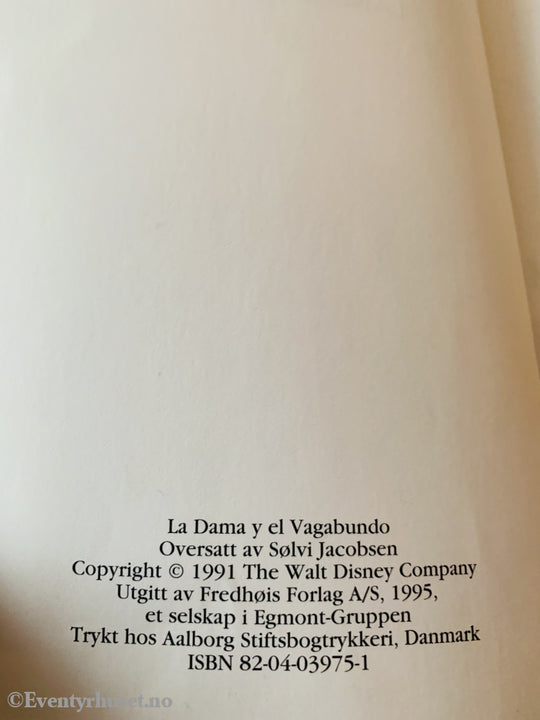 La Dama y el Vagabundo
Oversatt av Sølvi Jacobsen
Copyright © 1991 The Walt Disney Company
Utgitt av Fredhøis Forlag A/S, 1995,
et selskap i Egmont-Gruppen
Trykt hos Aalborg Stiftsbogtrykkeri, Danmark
ISBN 82-04-03975-1
©Eventyrhuset.no